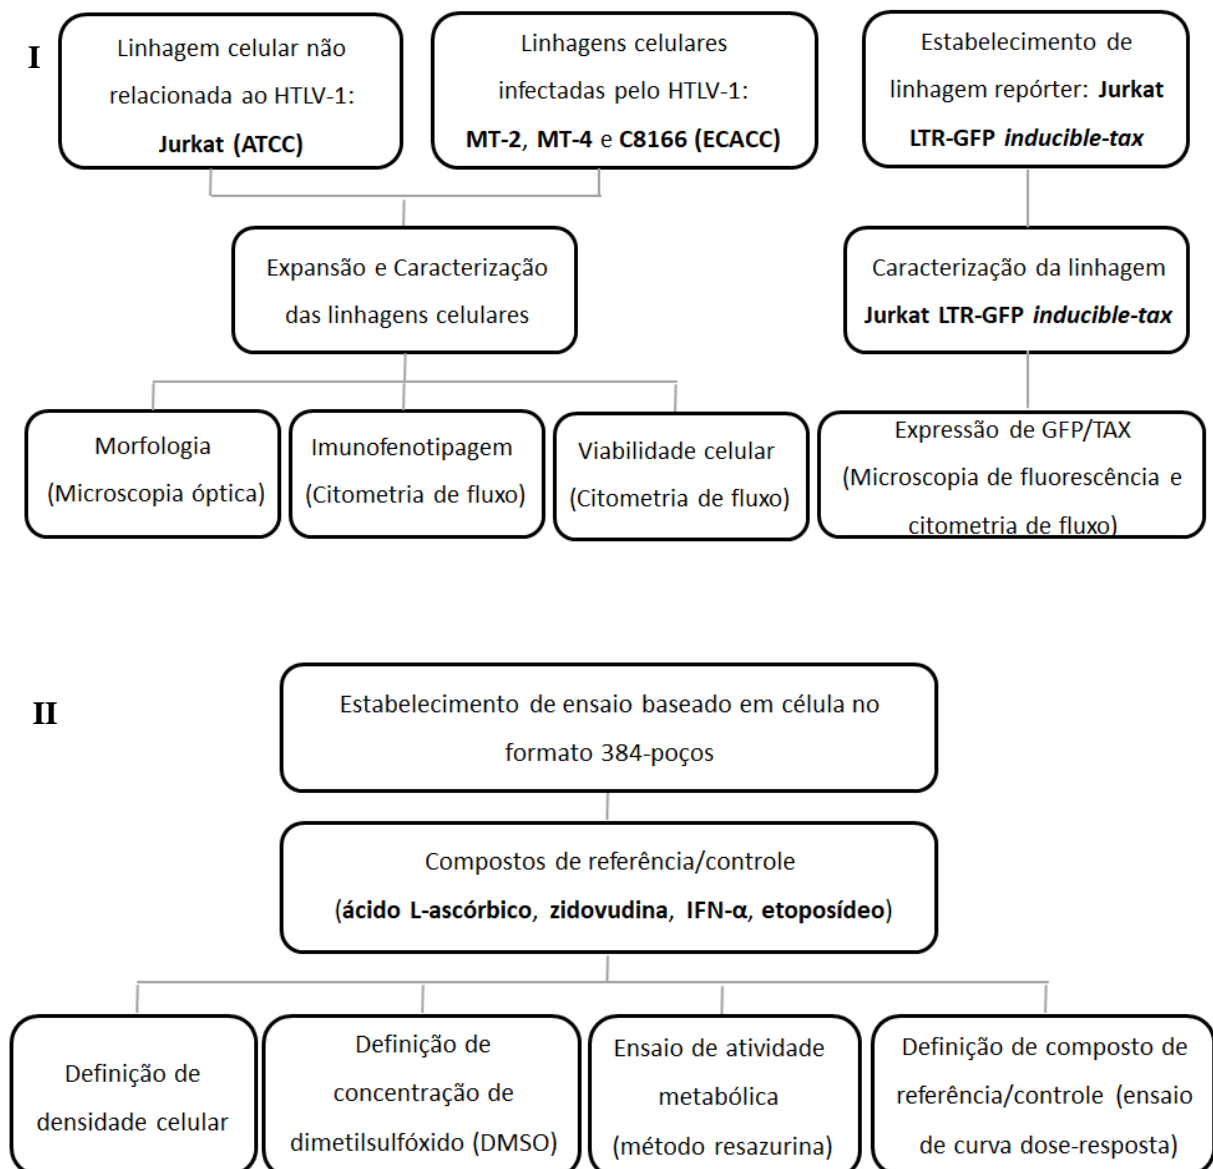 I
Linhagem celular não
relacionada ao HTLV-1:
Jurkat (ATCC)
Linhagens celulares
infectadas pelo HTLV-1:
MT-2, MT-4 e C8166 (ECACC)
Estabelecimento de
linhagem repórter: Jurkat
LTR-GFP inducible-tax
Expansão e Caracterização
das linhagens celulares
Caracterização da linhagem
Jurkat LTR-GFP inducible-tax
Morfologia
(Microscopia óptica)
Imunofenotipagem
(Citometria de fluxo)
Viabilidade celular
(Citometria de fluxo)
Expressão de GFP/TAX
(Microscopia de fluorescência e
citometria de fluxo)
II
Estabelecimento de ensaio baseado em célula no
formato 384-poços
Compostos de referência/controle
(ácido L-ascórbico, zidovudina, IFN-α, etoposídeo)
Definição de
densidade celular
Definição de
concentração de
dimetilsulfóxido (DMSO)
Ensaio de atividade
metabólica
(método resazurina)
Definição de composto de
referência/controle (ensaio
de curva dose-resposta)